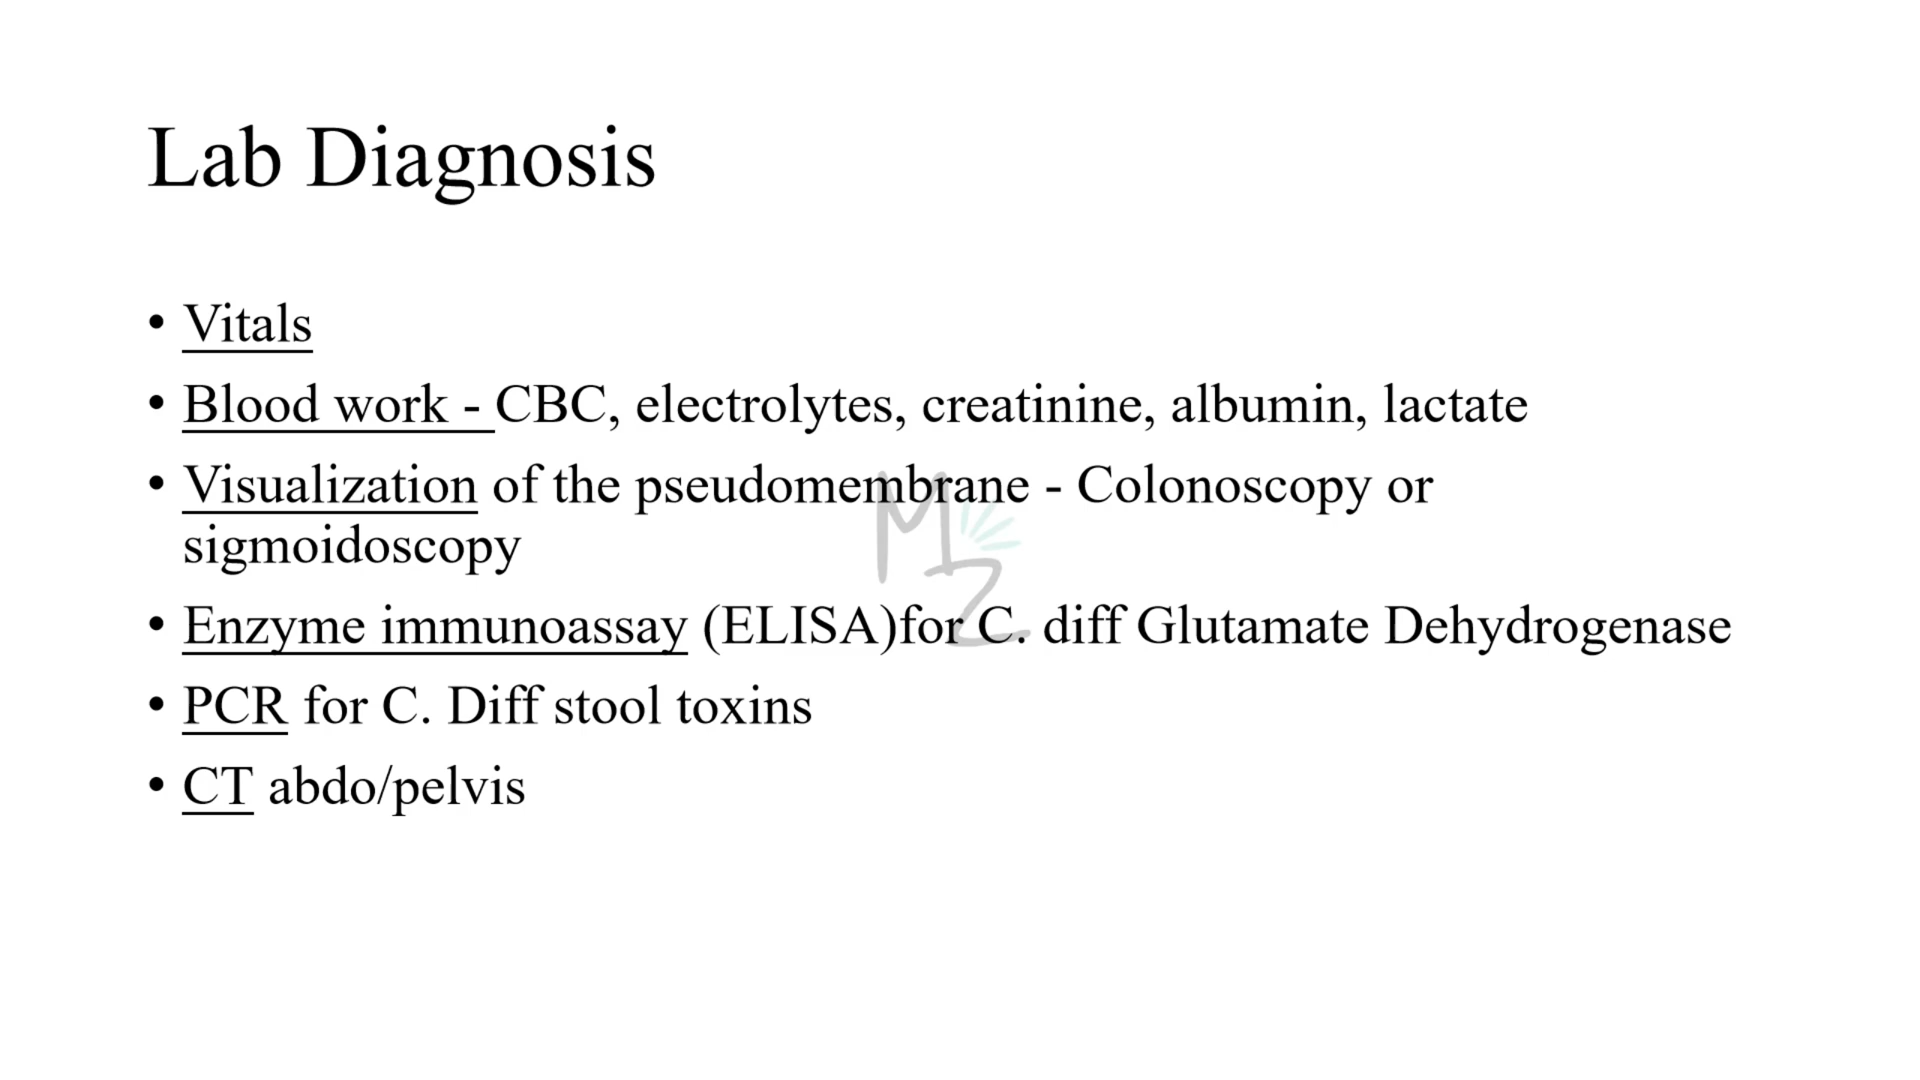 Lab Diagnosis
• Vitals
• Blood work - CBC, electrolytes, creatinine, albumin, lactate
• Visualization of the pseudomembrane - Colonoscopy or
sigmoidoscopy
• Enzyme immunoassay (ELISA)for C. diff Glutamate Dehydrogenase
• PCR for C. Diff stool toxins
• CT abdo/pelvis
MZ